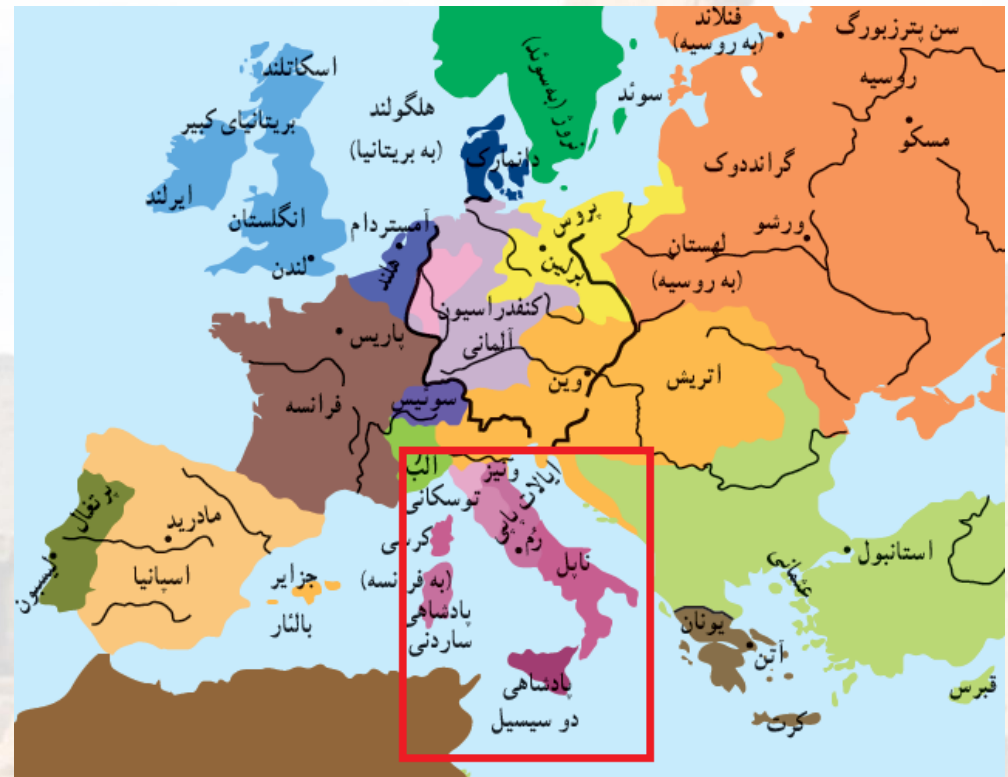 فنلاند
(به روسیه)
سن پترزبورگ
روسیه
مسکو
سوئد
نروژ (به سوئد)
هلگولند
(به بریتانیا)
دانمارک
اسکاتلند
بریتانیای کبیر
ایرلند
انگلستان
لندن
آمستردام
هلند
پروس
برلین
گرانددوک
ورشو
لهستان
(به روسیه)
کنفدراسیون
آلمانی
پاریس
فرانسه
سوئیس
وین
اتریش
آلپ
ونیز
توسکانی
ایالات پاپی
رُم
ناپل
کرسی
(به فرانسه)
پادشاهی
ساردنی
پادشاهی
دو سیسیل
پرتغال
لیسبون
مادرید
اسپانیا
جزایر
بالئار
استانبول
عثمانی
یونان
آتن
کرت
قبرس